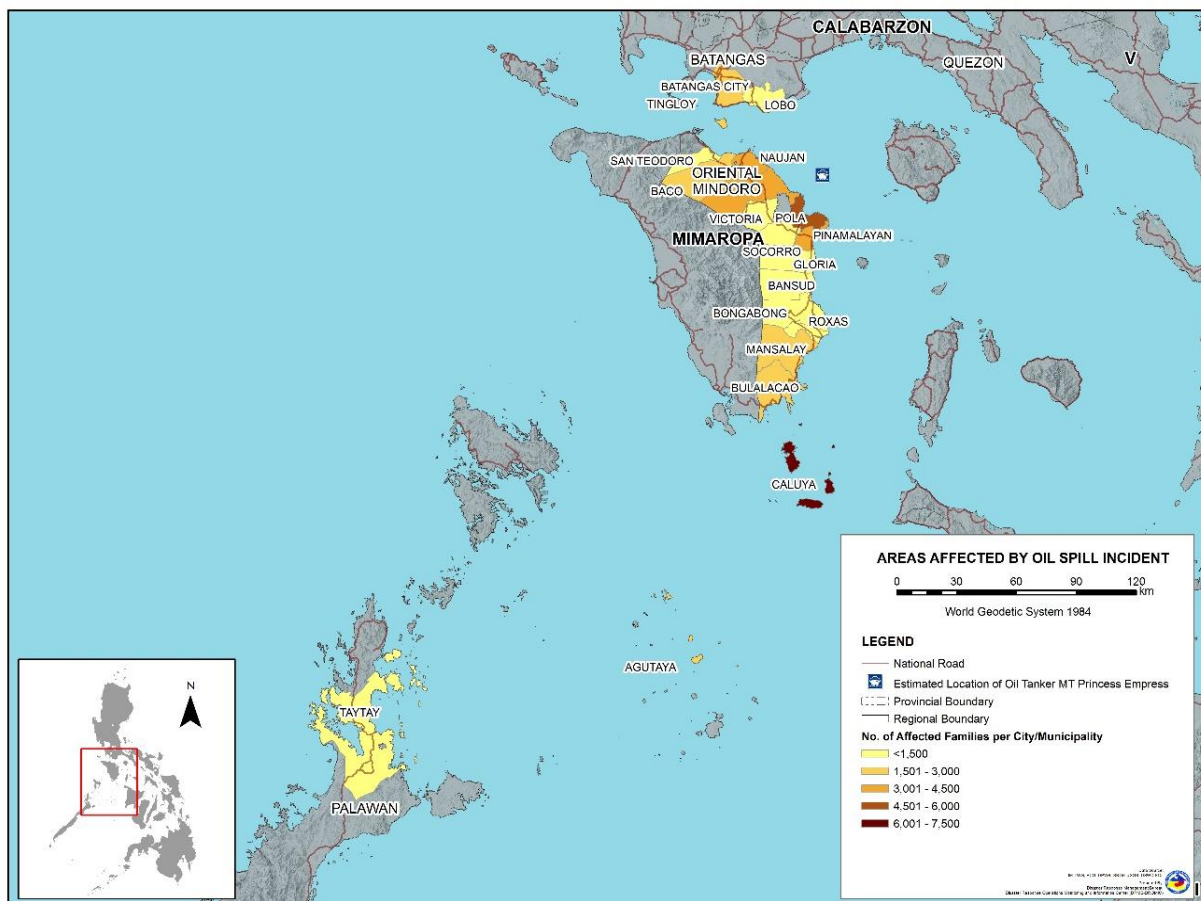 CALABARZON
BATANGAS
QUEZON
V
BATANGAS CITY
TINGLOY
LOBO
SAN TEODORO
NAUJAN
ORIENTAL
MINDORO
BACO
VICTORIA
POLA
PINAMALAYAN
MIMAROPA
SOCORRO
GLORIA
BANSUD
BONGABONG
ROXAS
MANSALAY
BULALACAO
CALUYA
AGUTAYA
TAYTAY
PALAWAN
N
AREAS AFFECTED BY OIL SPILL INCIDENT
0 30 60 90 120
km
World Geodetic System 1984
LEGEND
National Road
Estimated Location of Oil Tanker MT Princess Empress
Provincial Boundary
Regional Boundary
No. of Affected Families per City/Municipality
<1,500
1,501 - 3,000
3,001 - 4,500
4,501 - 6,000
6,001 - 7,500